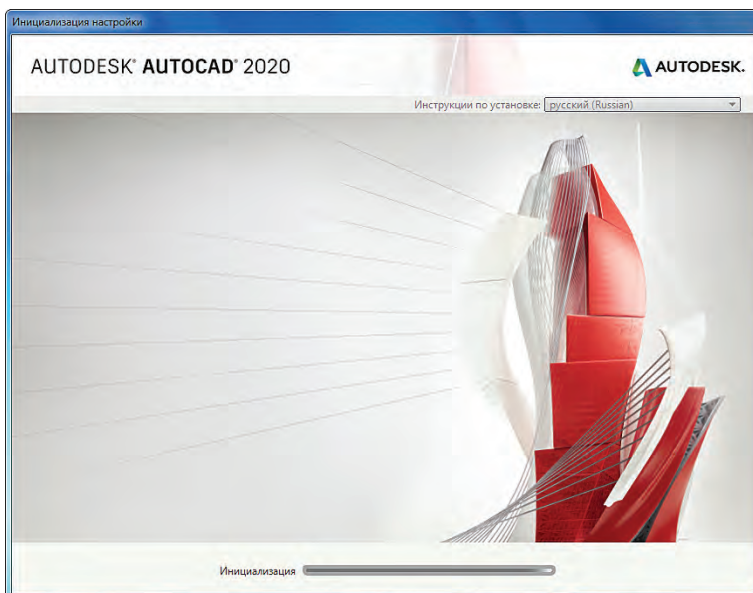 Инициализация настройки
AUTODESK® AUTOCAD® 2020
AUTODESK.
Инструкции по установке: русский (Russian)
Инициализация